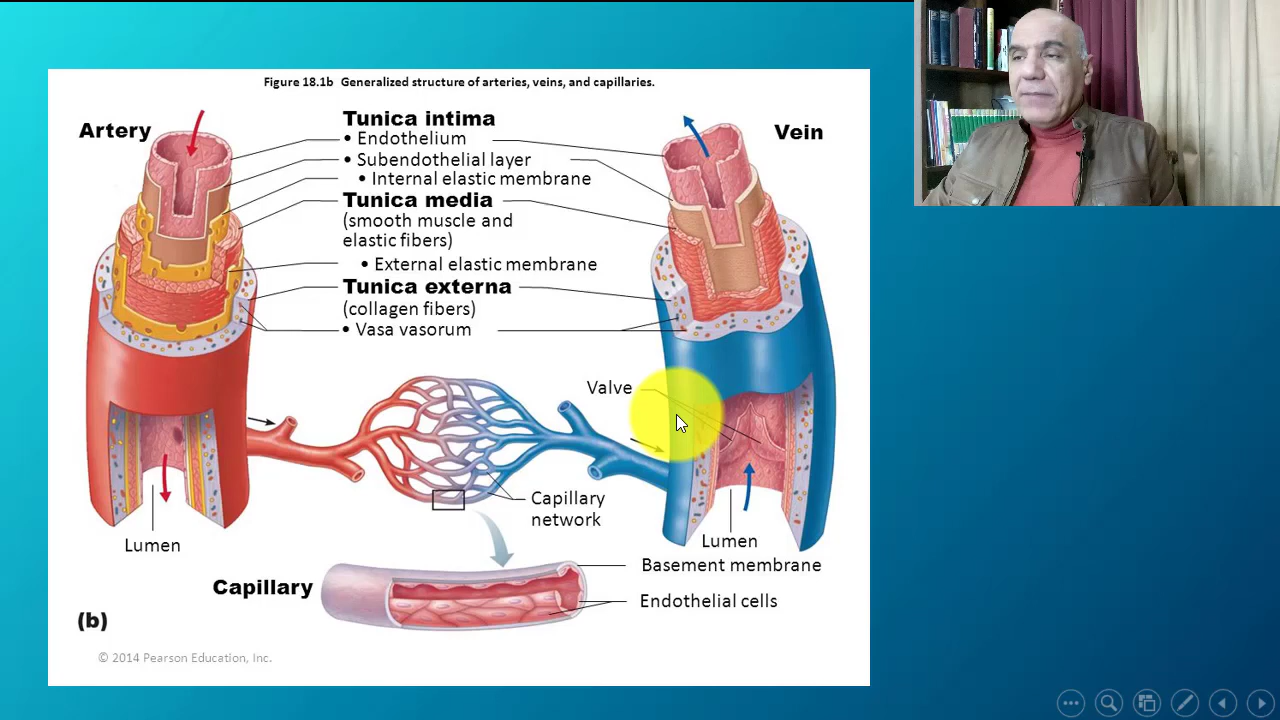 Figure 18.1b Generalized structure of arteries, veins, and capillaries.
Artery
Tunica intima
• Endothelium
• Subendothelial layer
• Internal elastic membrane
Tunica media
(smooth muscle and
elastic fibers)
• External elastic membrane
Tunica externa
(collagen fibers)
• Vasa vasorum
Vein
Valve
Capillary
network
Lumen
Lumen
Basement membrane
Endothelial cells
Capillary
(b)
© 2014 Pearson Education, Inc.